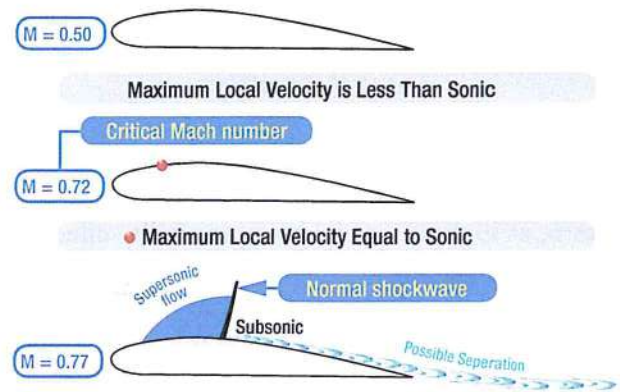 M = 0.50
Maximum Local Velocity is Less Than Sonic
Critical Mach number
M = 0.72
Maximum Local Velocity Equal to Sonic
Supersonic
flow
Normal shockwave
Subsonic
Possible Seperation
M = 0.77